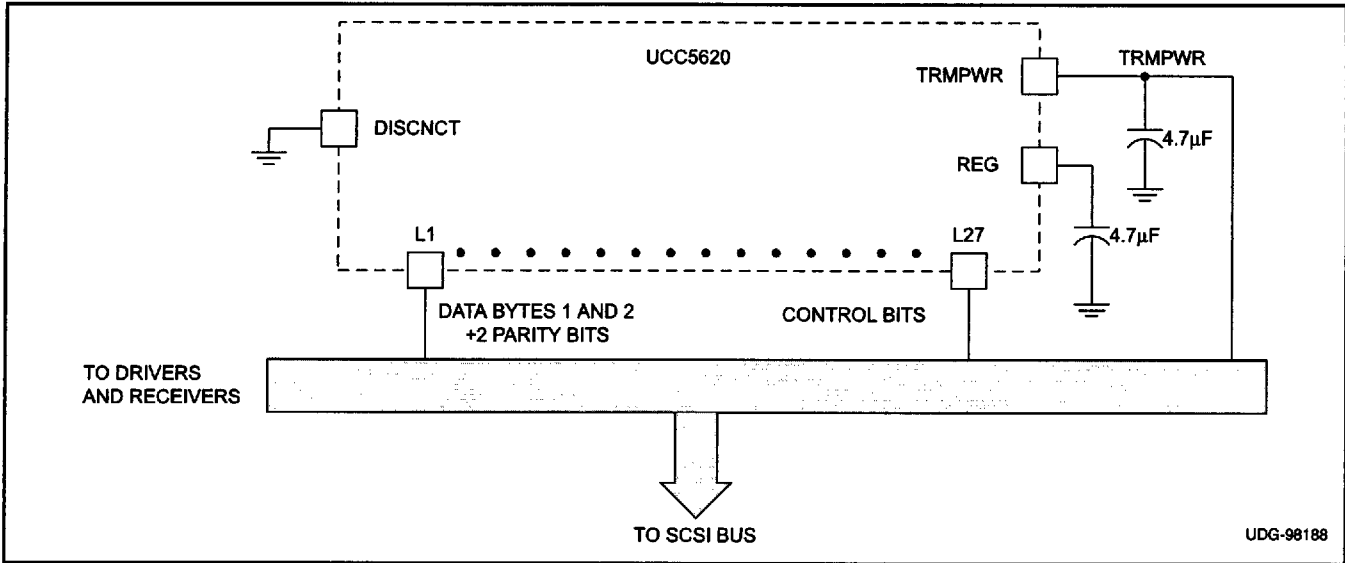 UCC5620
TRMPWR
TRMPWR
DISCNCT
4.7µF
REG
L1
L27
4.7µF
DATA BYTES 1 AND 2
+2 PARITY BITS
CONTROL BITS
TO DRIVERS
AND RECEIVERS
TO SCSI BUS
UDG-98188